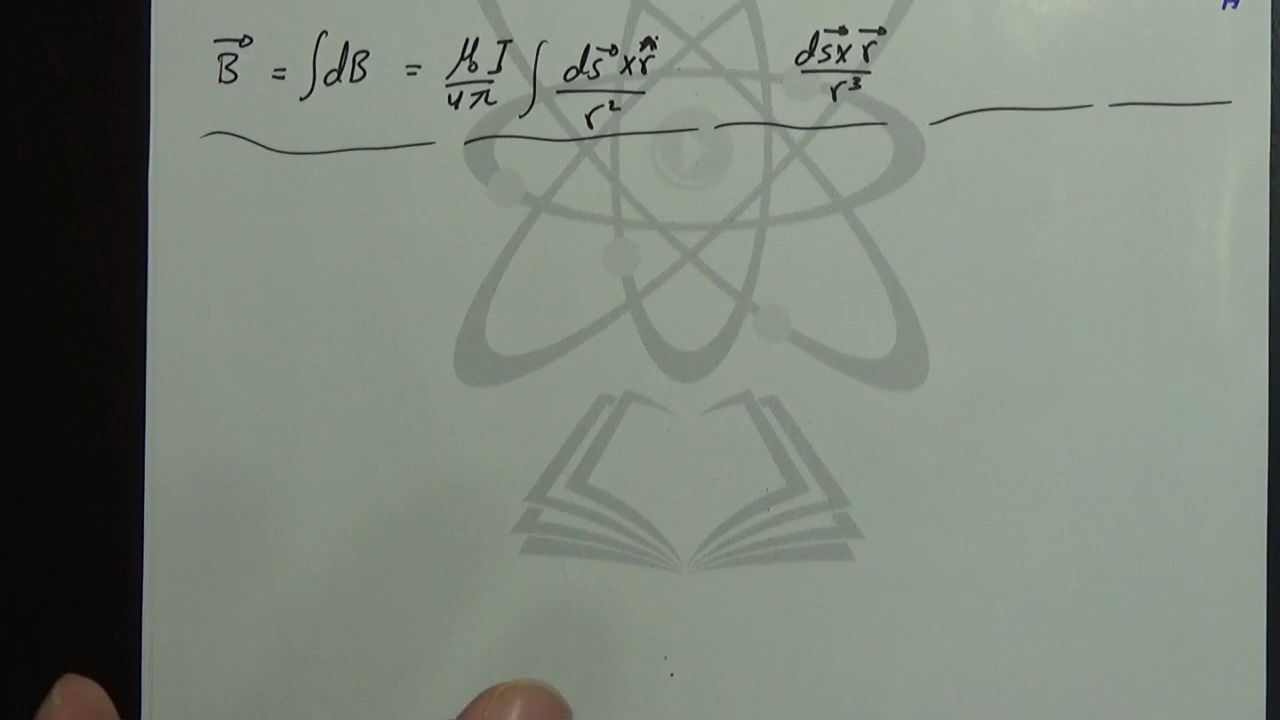 B⃗ = ∫dB = μ₀I/4π ∫ ds⃗ x r̂/r² ds⃗ x r⃗/r³